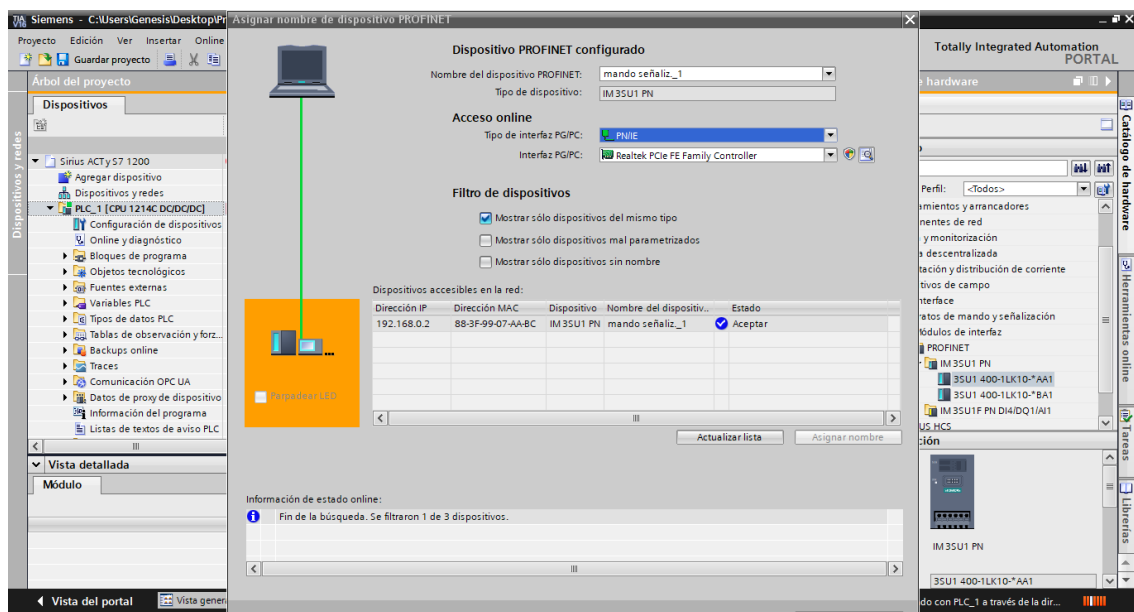 Siemens - C:\Users\Genesis\Desktop\Pr
Asignar nombre de dispositivo PROFINET
Proyecto Edición Ver Insertar Online
Guardar proyecto
Totally Integrated Automation
PORTAL
Árbol del proyecto
Dispositivos
Dispositivos y redes
Sirius ACT y S7 1200
Agregar dispositivo
Dispositivos y redes
PLC_1 [CPU 1214C DC/DC/DC]
Configuración de dispositivos
Online y diagnóstico
Bloques de programa
Objetos tecnológicos
Fuentes externas
Variables PLC
Tipos de datos PLC
Tablas de observación y forz...
Backups online
Traces
Comunicación OPC UA
Datos de proxy de dispositivo
Información del programa
Listas de textos de aviso PLC
Vista detallada
Módulo
Vista del portal
Vista gener
Dispositivo PROFINET configurado
Nombre del dispositivo PROFINET: mando señaliz._1
Tipo de dispositivo: IM 3SU1 PN
Acceso online
Tipo de interfaz PG/PC: PN/IE
Interfaz PG/PC: Realtek PCIe FE Family Controller
Filtro de dispositivos
Mostrar sólo dispositivos del mismo tipo
Mostrar sólo dispositivos mal parametrizados
Mostrar sólo dispositivos sin nombre
Dispositivos accesibles en la red:
Dirección IP Dirección MAC Dispositivo Nombre del dispositiv.. Estado
192.168.0.2 88-3F-99-07-AA-BC IM 3SU1 PN mando señaliz._1 Aceptar
Parpadear LED
Actualizar lista Asignar nombre
Información de estado online:
Fin de la búsqueda. Se filtraron 1 de 3 dispositivos.
e hardware
Perfil: <Todos>
amientos y arrancadores
nentes de red
y monitorización
a descentralizada
tación y distribución de corriente
tivos de campo
nterface
ratos de mando y señalización
Módulos de interfaz
PROFINET
IM 3SU1 PN
3SU1 400-1LK10-*AA1
3SU1 400-1LK10-*BA1
IM 3SU1F PN DI4/DQ1/AI1
US HCS
ción
IM 3SU1 PN
3SU1 400-1LK10-*AA1
do con PLC_1 a través de la dir...
Catálogo de hardware
Herramientas online
Tareas
Librerías